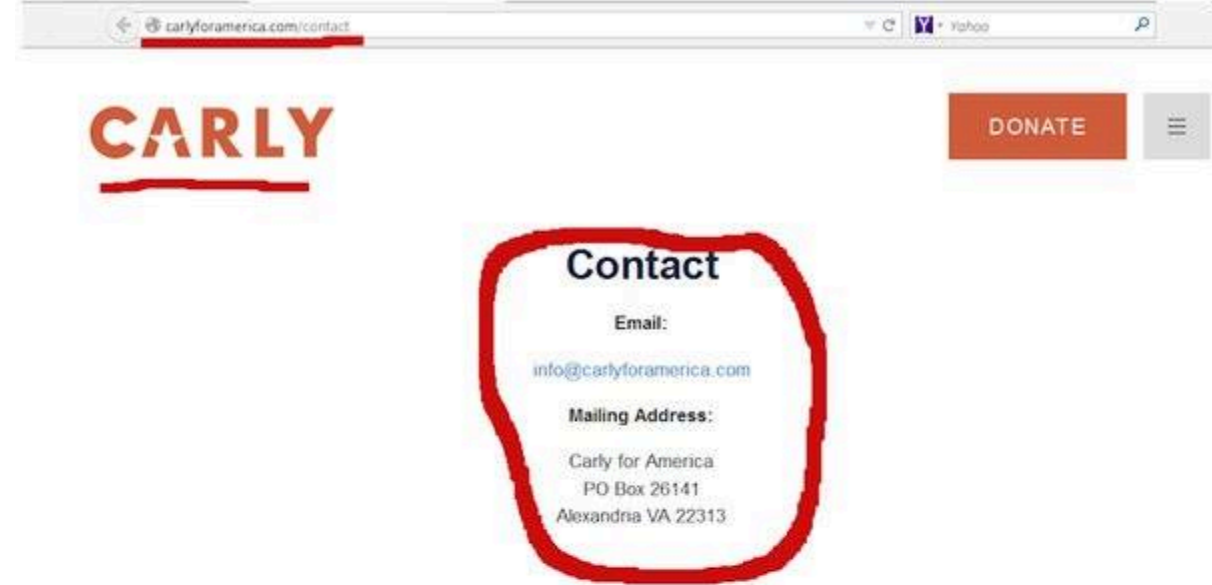 carlyforamerica.com/contact
Yahoo
CARLY
DONATE
Contact
Email:
info@carlyforamerica.com
Mailing Address:
Carly for America
PO Box 26141
Alexandria VA 22313